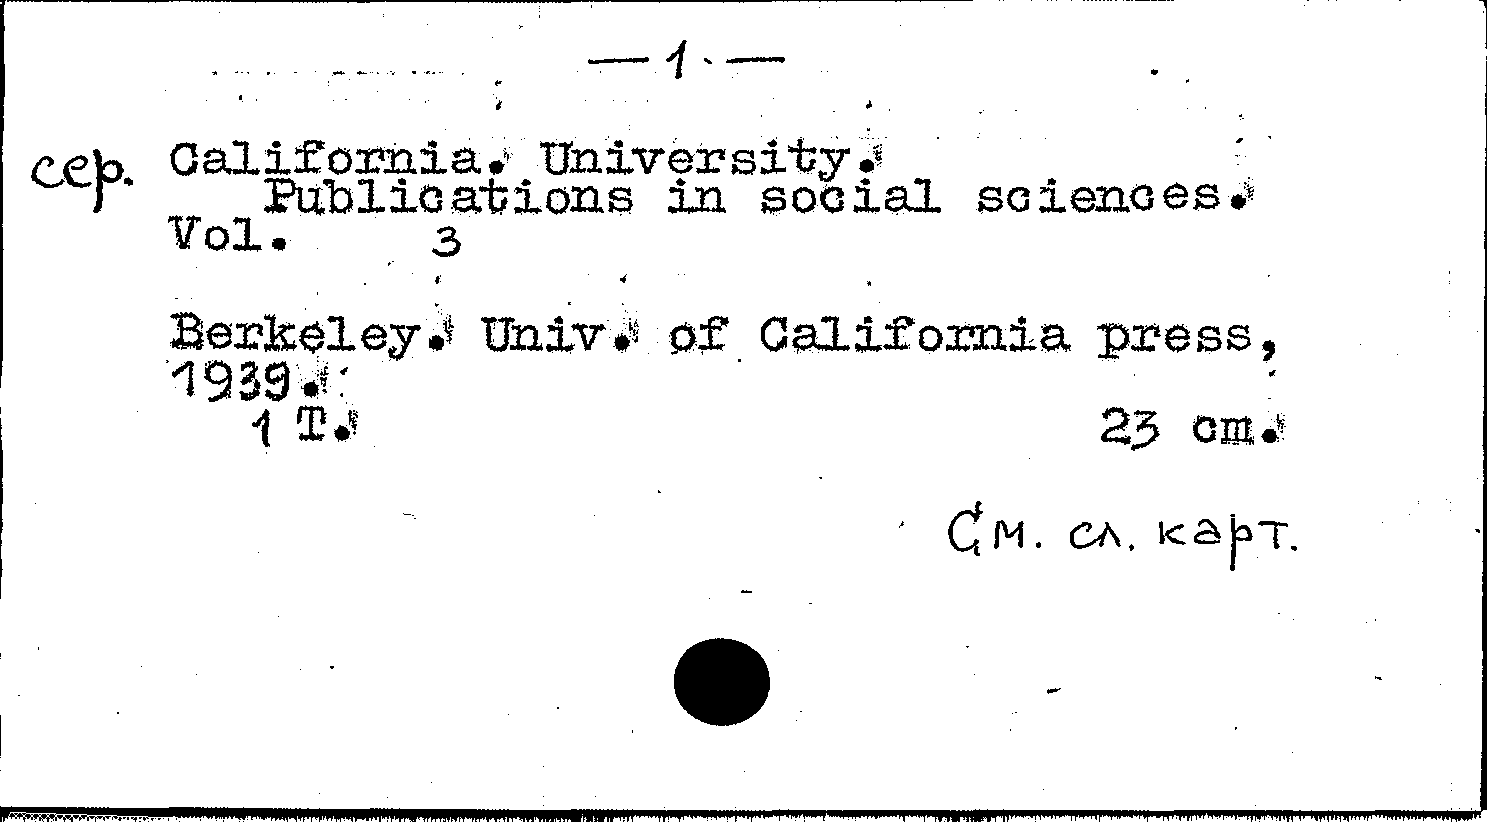 — 1. —
сер. California. University.
Publications in social sciences.
Vol. 3
Berkeley. Univ. of California press,
1939.
1 T. 23 cm.
См. сл. карт.